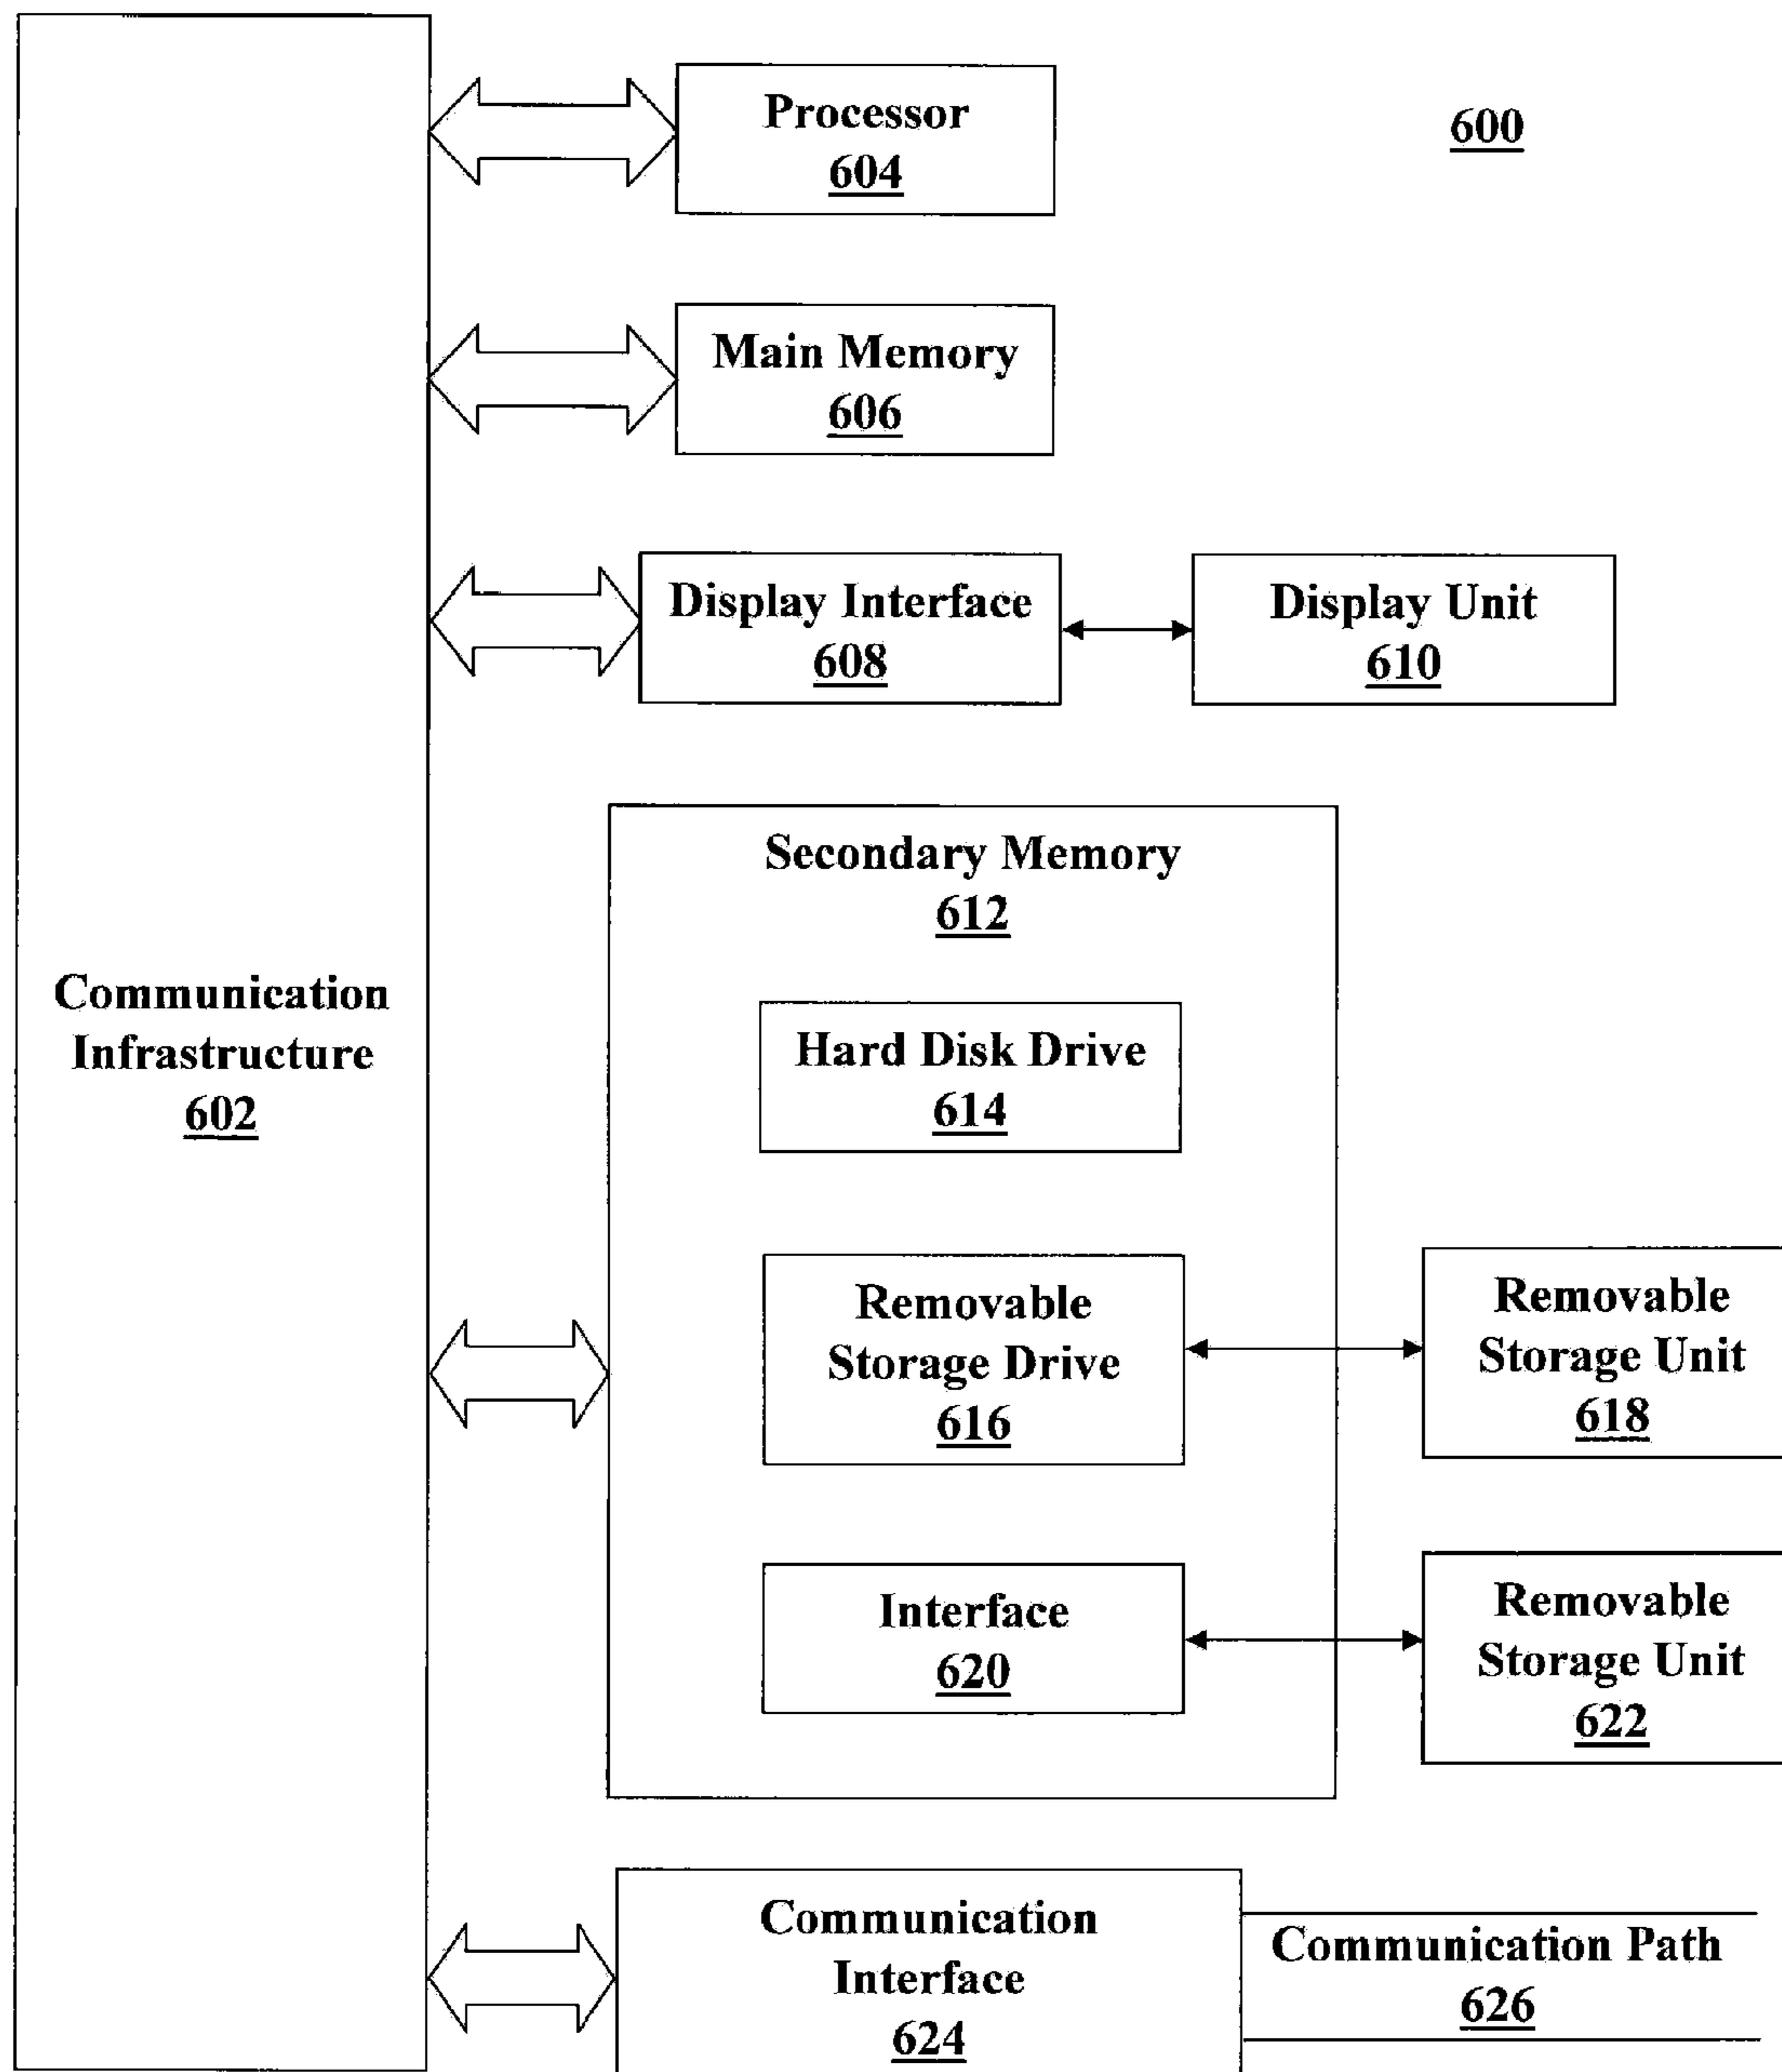 Processor
604
600
Main Memory
606
Display Interface
608
Display Unit
610
Secondary Memory
612
Communication
Infrastructure
602
Hard Disk Drive
614
Removable
Storage Drive
616
Removable
Storage Unit
618
Interface
620
Removable
Storage Unit
622
Communication
Interface
624
Communication Path
626